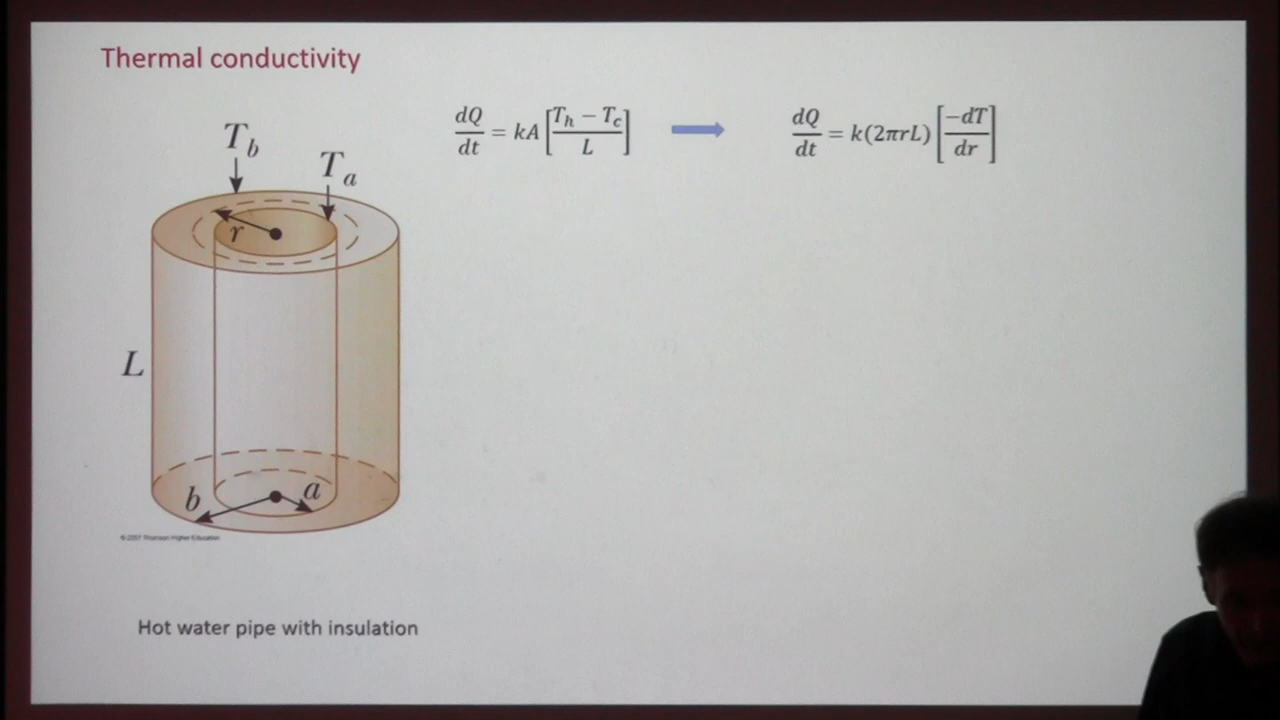 Thermal conductivity
dQ/dt = kA [(T_h − T_c)/L]
dQ/dt = k(2πrL) [−dT/dr]
T_b
T_a
r
L
b
a
©2007 Thomson Higher Education
Hot water pipe with insulation